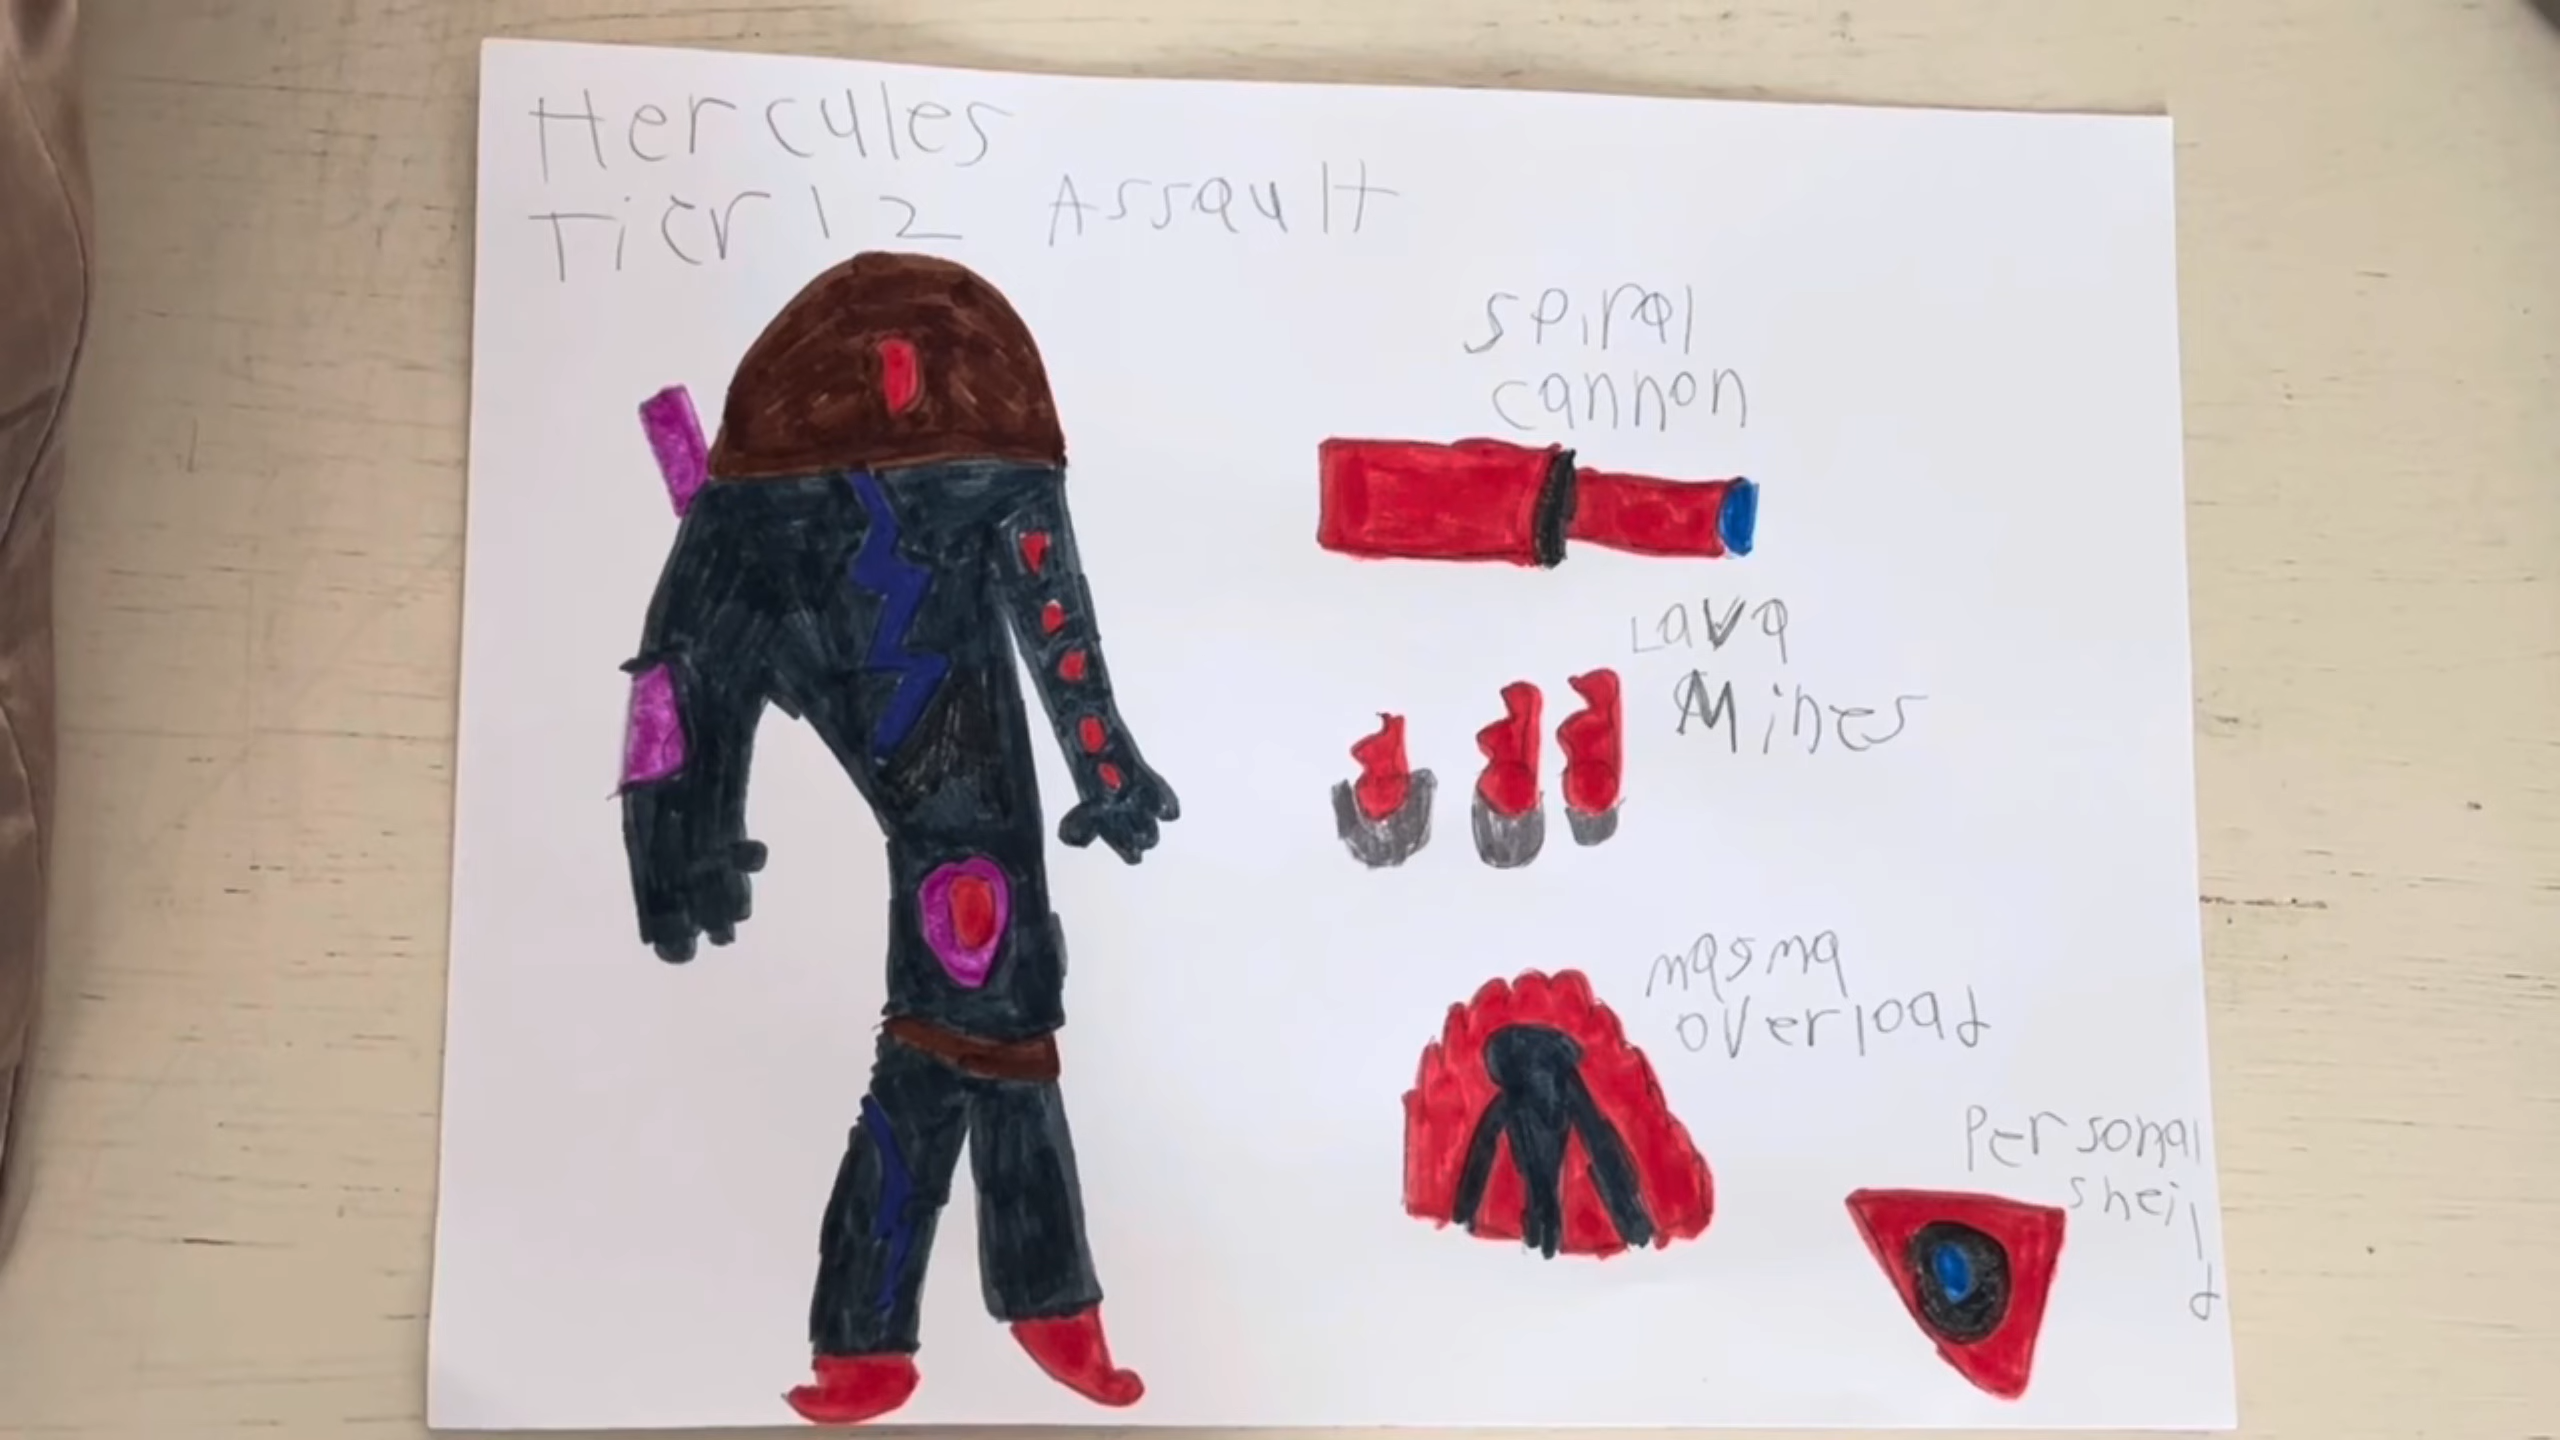 Hercules
Tier 12 Assault
spiral
cannon
Lava
Mines
magma
overload
Personal
sheild